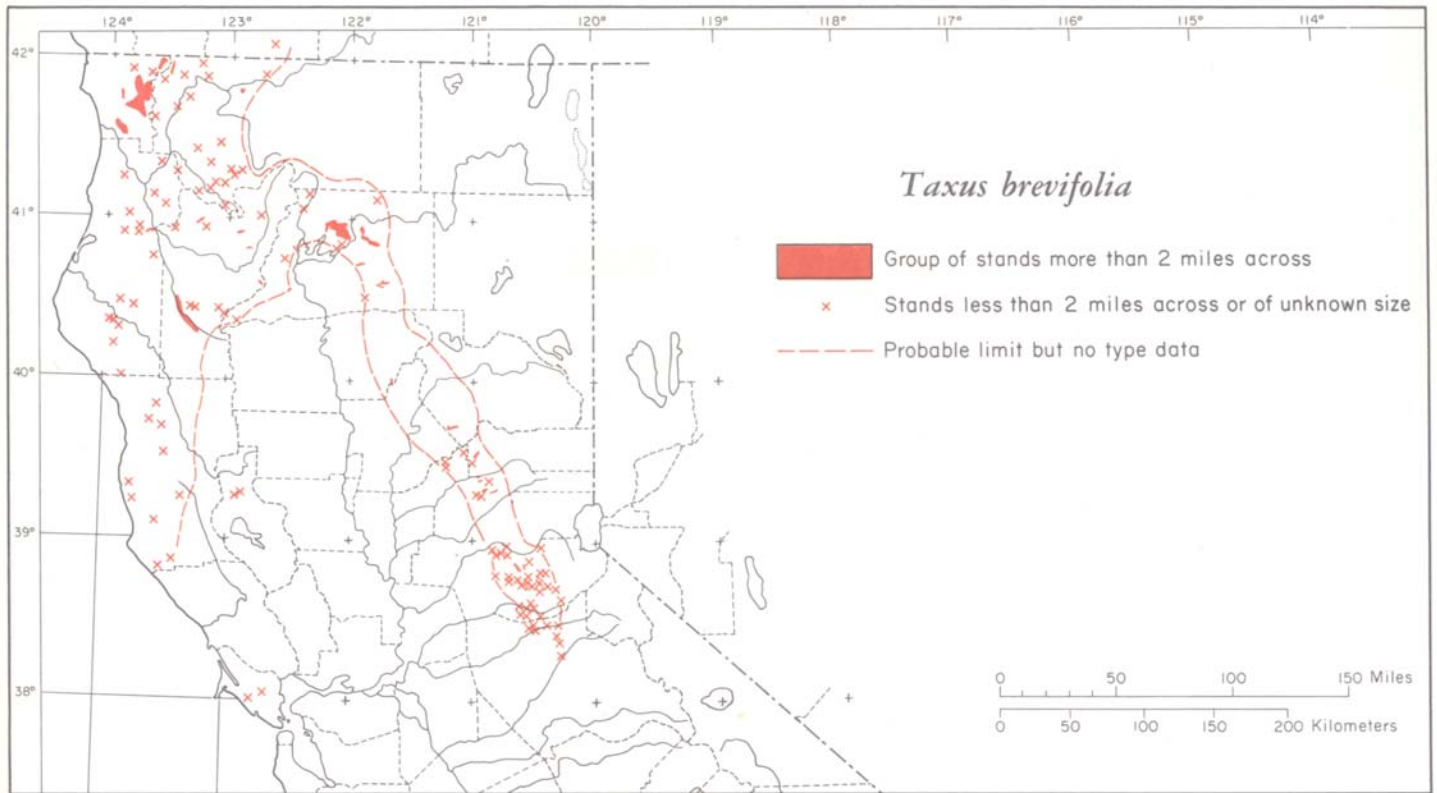 124° 123° 122° 121° 120° 119° 118° 117° 116° 115° 114°
42°
41°
40°
39°
38°
Taxus brevifolia
Group of stands more than 2 miles across
Stands less than 2 miles across or of unknown size
Probable limit but no type data
0 50 100 150 Miles
0 50 100 150 200 Kilometers